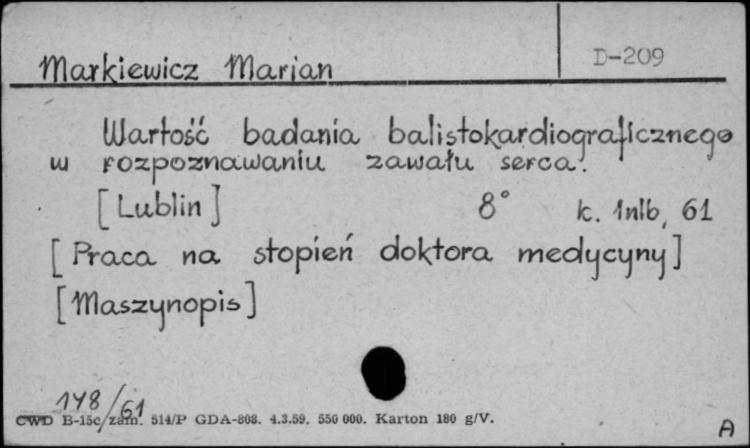 Markiewicz Marian
D-209
Wartość badania balistokardiograficznego
w rozpoznawaniu zawału serca.
[Lublin] 8° k. 1nlb, 61
[Praca na stopień doktora medycyny]
[Maszynopis]
148/61
CWD B-15c/zam. 514/P GDA-808. 4.3.59. 550 000. Karton 180 g/V.
A